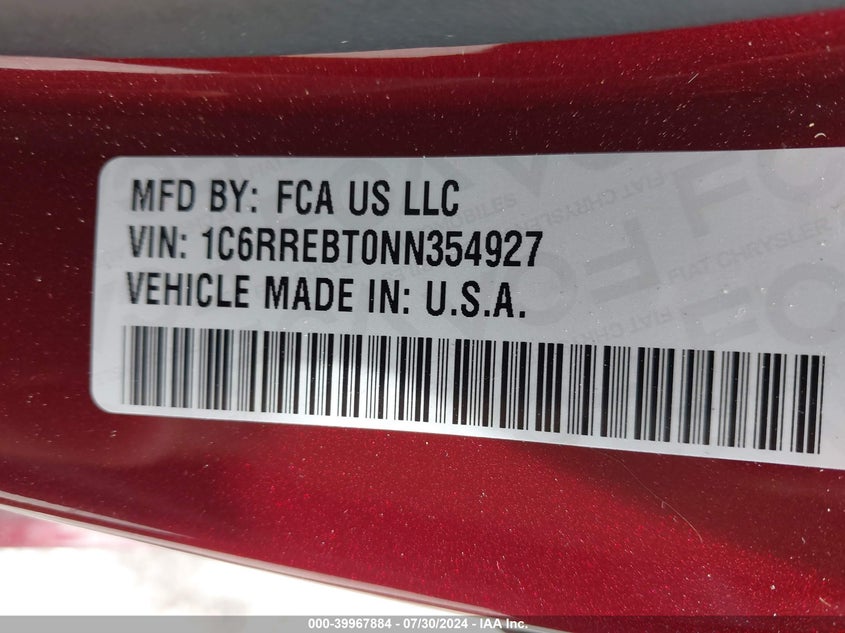 MFD BY: FCA US LLC
VIN: 1C6RREBT0NN354927
VEHICLE MADE IN: U.S.A.
000-39967884 / 07/30/2024 - IAA Inc.